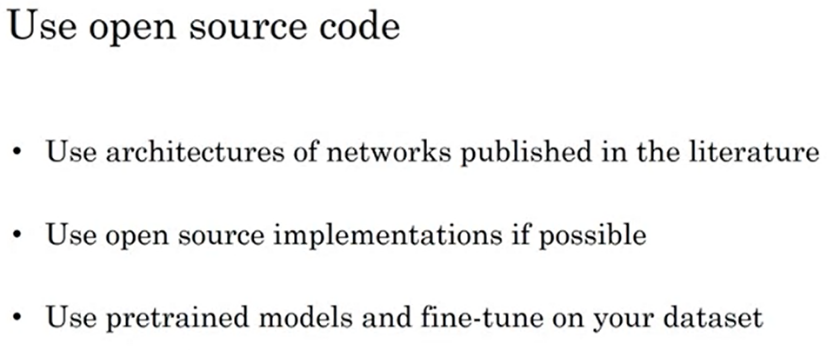 Use open source code
• Use architectures of networks published in the literature
• Use open source implementations if possible
• Use pretrained models and fine-tune on your dataset